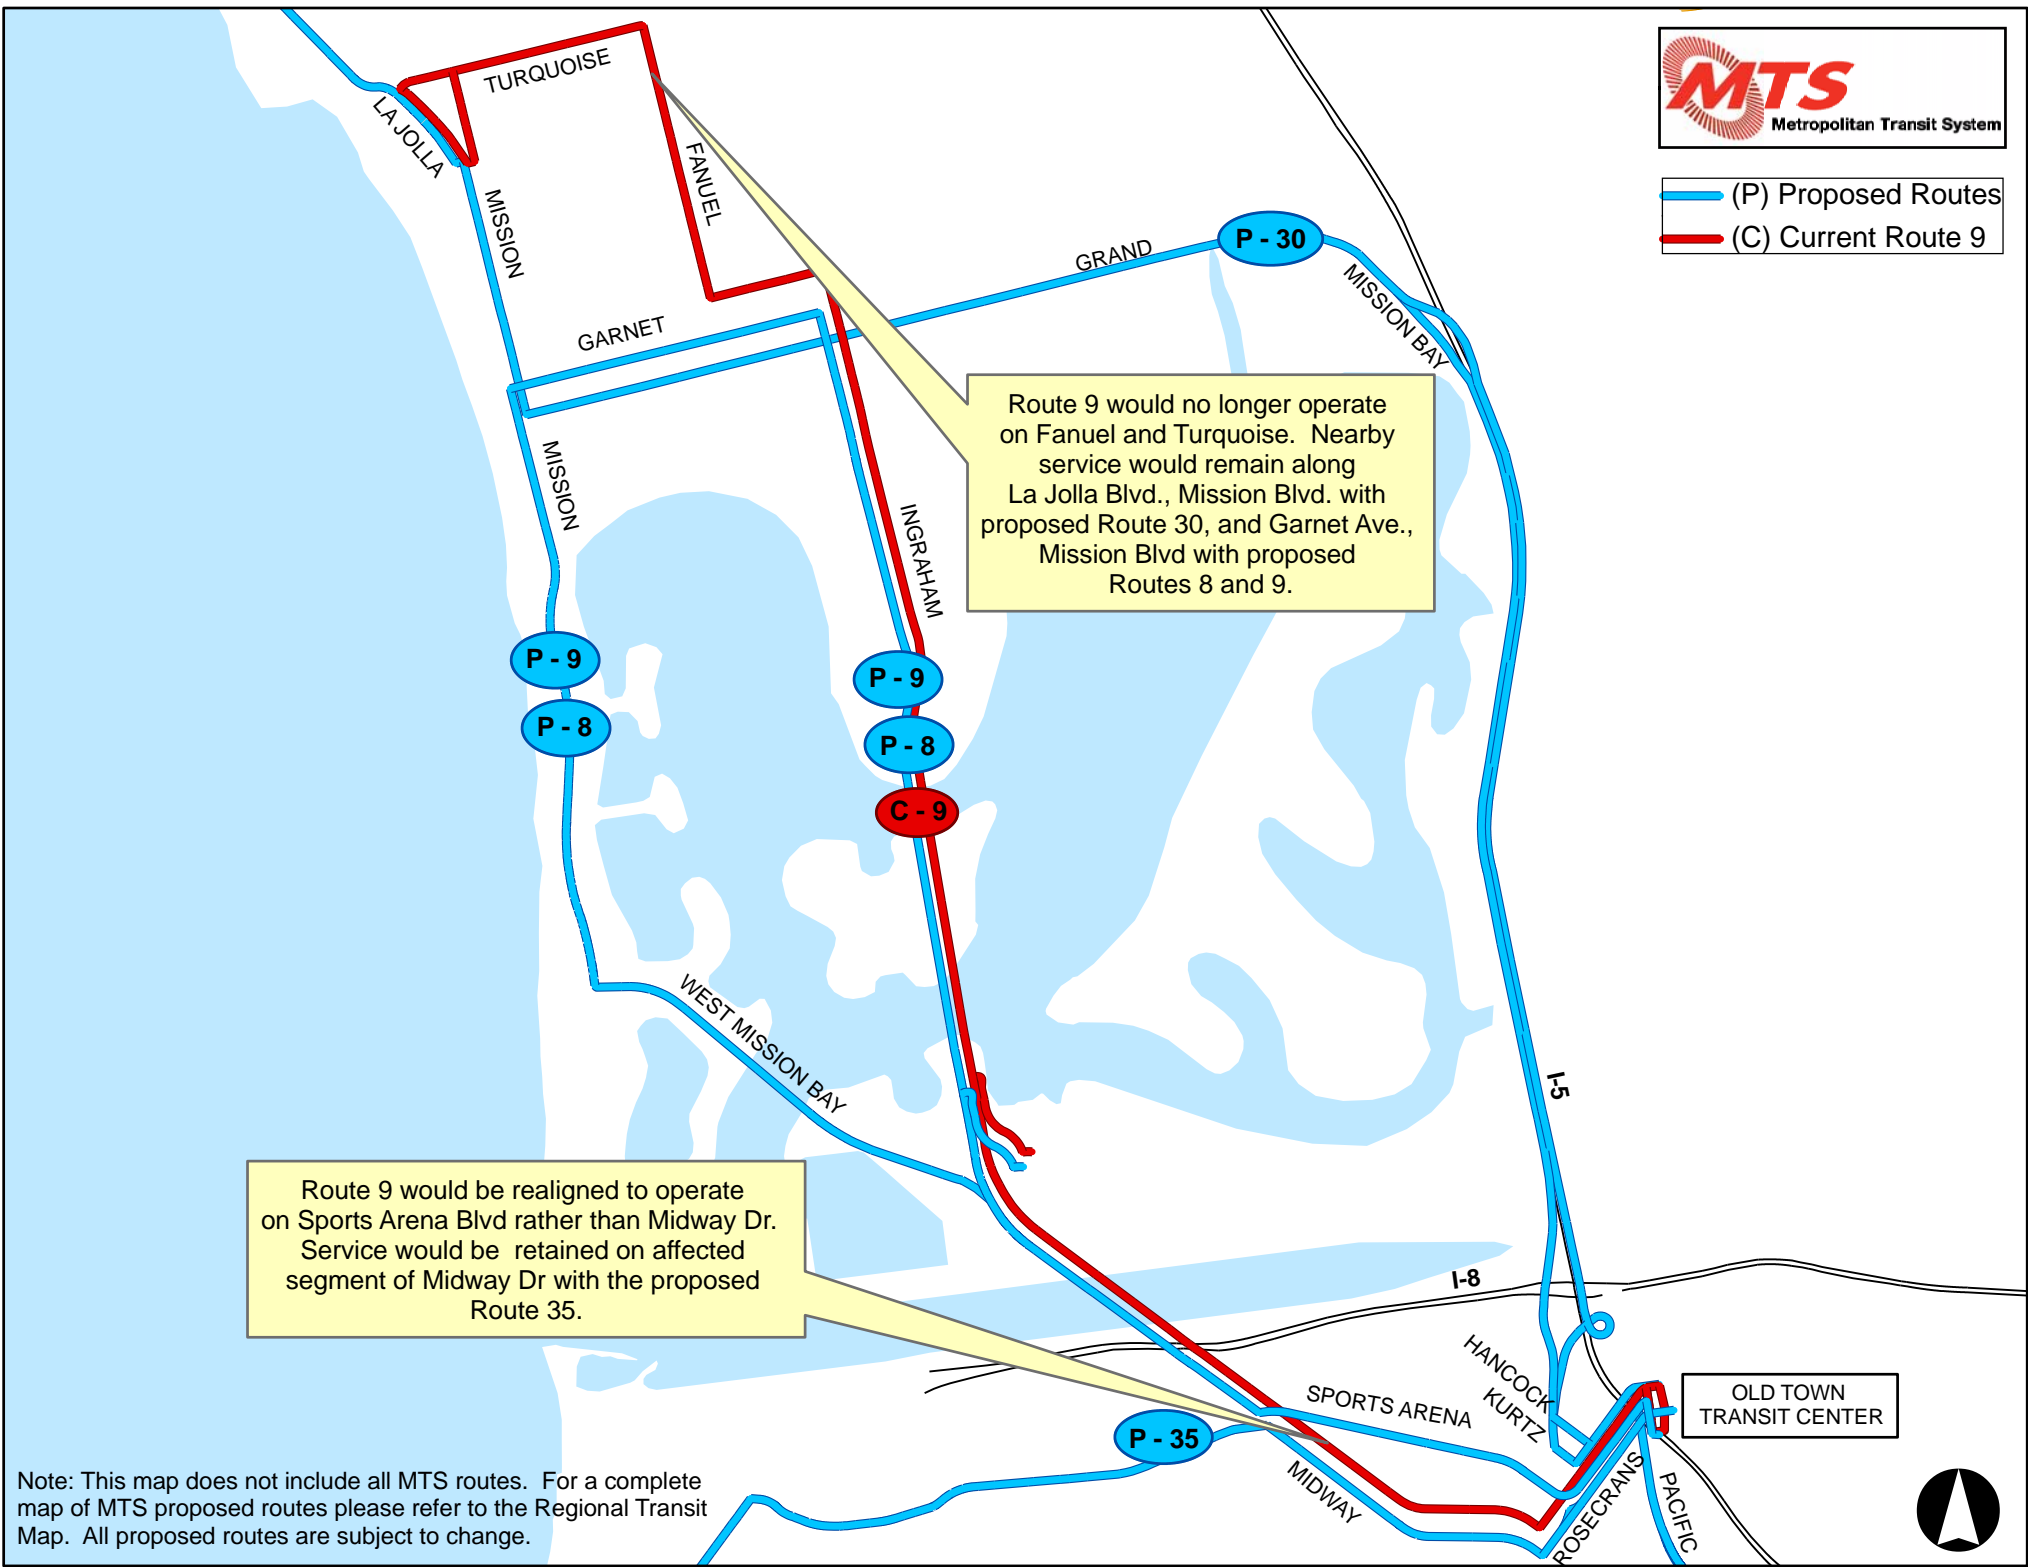 MTS
Metropolitan Transit System
(P) Proposed Routes
(C) Current Route 9
TURQUOISE
LA JOLLA
FANUEL
MISSION
GRAND
P - 30
MISSION BAY
GARNET
Route 9 would no longer operate
on Fanuel and Turquoise. Nearby
service would remain along
La Jolla Blvd., Mission Blvd. with
proposed Route 30, and Garnet Ave.,
Mission Blvd with proposed
Routes 8 and 9.
MISSION
INGRAHAM
P - 9
P - 8
P - 9
P - 8
C - 9
WEST MISSION BAY
I-5
Route 9 would be realigned to operate
on Sports Arena Blvd rather than Midway Dr.
Service would be retained on affected
segment of Midway Dr with the proposed
Route 35.
I-8
HANCOCK
KURTZ
SPORTS ARENA
OLD TOWN
TRANSIT CENTER
P - 35
MIDWAY
ROSECRANS
PACIFIC
Note: This map does not include all MTS routes. For a complete
map of MTS proposed routes please refer to the Regional Transit
Map. All proposed routes are subject to change.